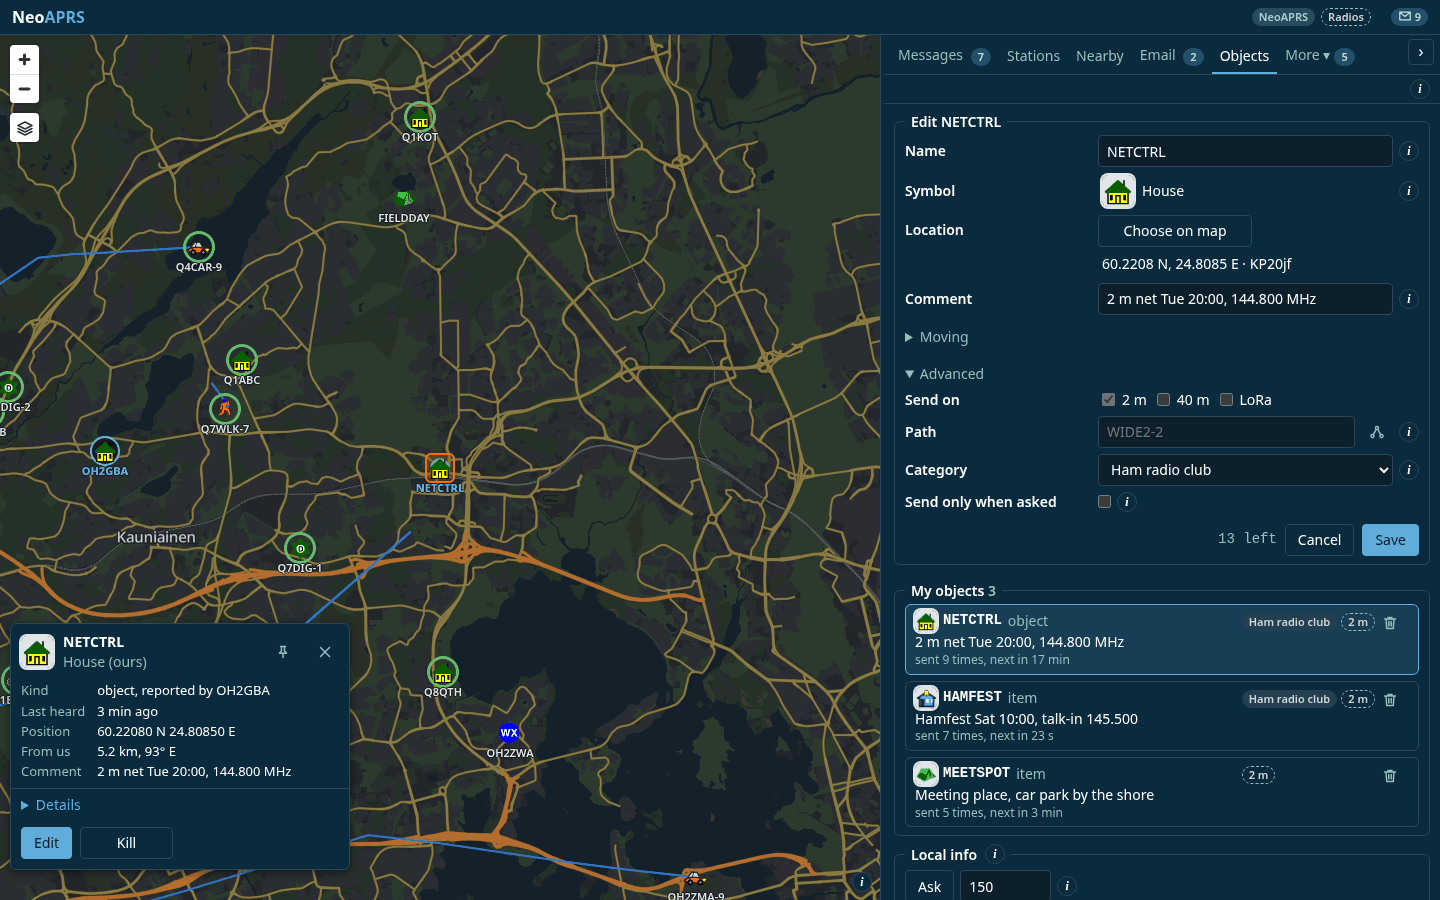 NeoAPRS
NeoAPRS Radios 9
Messages 7 Stations Nearby Email 2 Objects More ▾ 5 ›
i
Edit NETCTRL
Name NETCTRL i
Symbol House i
Location Choose on map
60.2208 N, 24.8085 E · KP20jf
Comment 2 m net Tue 20:00, 144.800 MHz i
▶ Moving
▼ Advanced
Send on 2 m 40 m LoRa
Path WIDE2-2 i
Category Ham radio club i
Send only when asked i
13 left Cancel Save
My objects 3
NETCTRL object Ham radio club 2 m
2 m net Tue 20:00, 144.800 MHz
sent 9 times, next in 17 min
HAMFEST item Ham radio club 2 m
Hamfest Sat 10:00, talk-in 145.500
sent 7 times, next in 23 s
MEETSPOT item 2 m
Meeting place, car park by the shore
sent 5 times, next in 3 min
Local info i
Ask 150 i
+
−
Q1KOT
FIELDDAY
Q4CAR-9
Q1ABC
D
DIG-2
B
Q7WLK-7
OH2GBA
NETCTRL
Kauniainen
D
Q7DIG-1
Q8QTH
WX
OH2ZWA
OH2ZMA-9
i
NETCTRL
House (ours)
Kind object, reported by OH2GBA
Last heard 3 min ago
Position 60.22080 N 24.80850 E
From us 5.2 km, 93° E
Comment 2 m net Tue 20:00, 144.800 MHz
▶ Details
Edit Kill